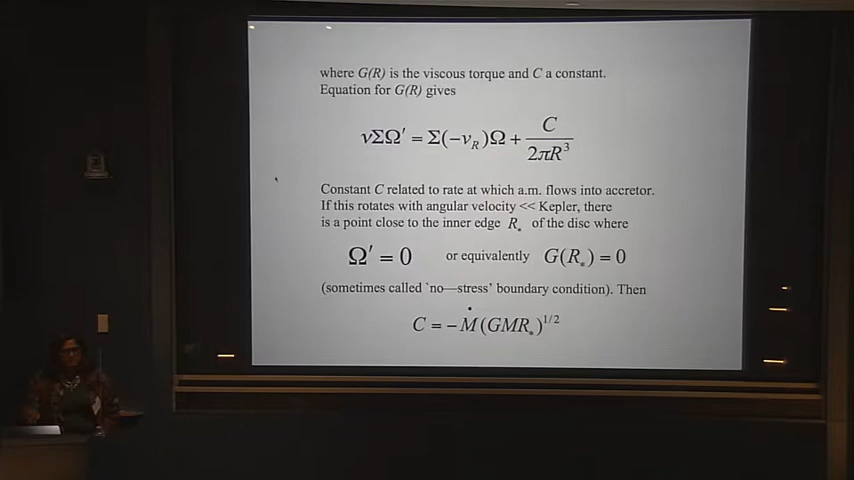 where G(R) is the viscous torque and C a constant.
Equation for G(R) gives
νΣΩ′ = Σ(−v_R)Ω + C / 2πR³
Constant C related to rate at which a.m. flows into accretor.
If this rotates with angular velocity << Kepler, there
is a point close to the inner edge R_* of the disc where
Ω′ = 0 or equivalently G(R_*) = 0
(sometimes called `no—stress' boundary condition). Then
C = −Ṁ(GMR_*)^1/2